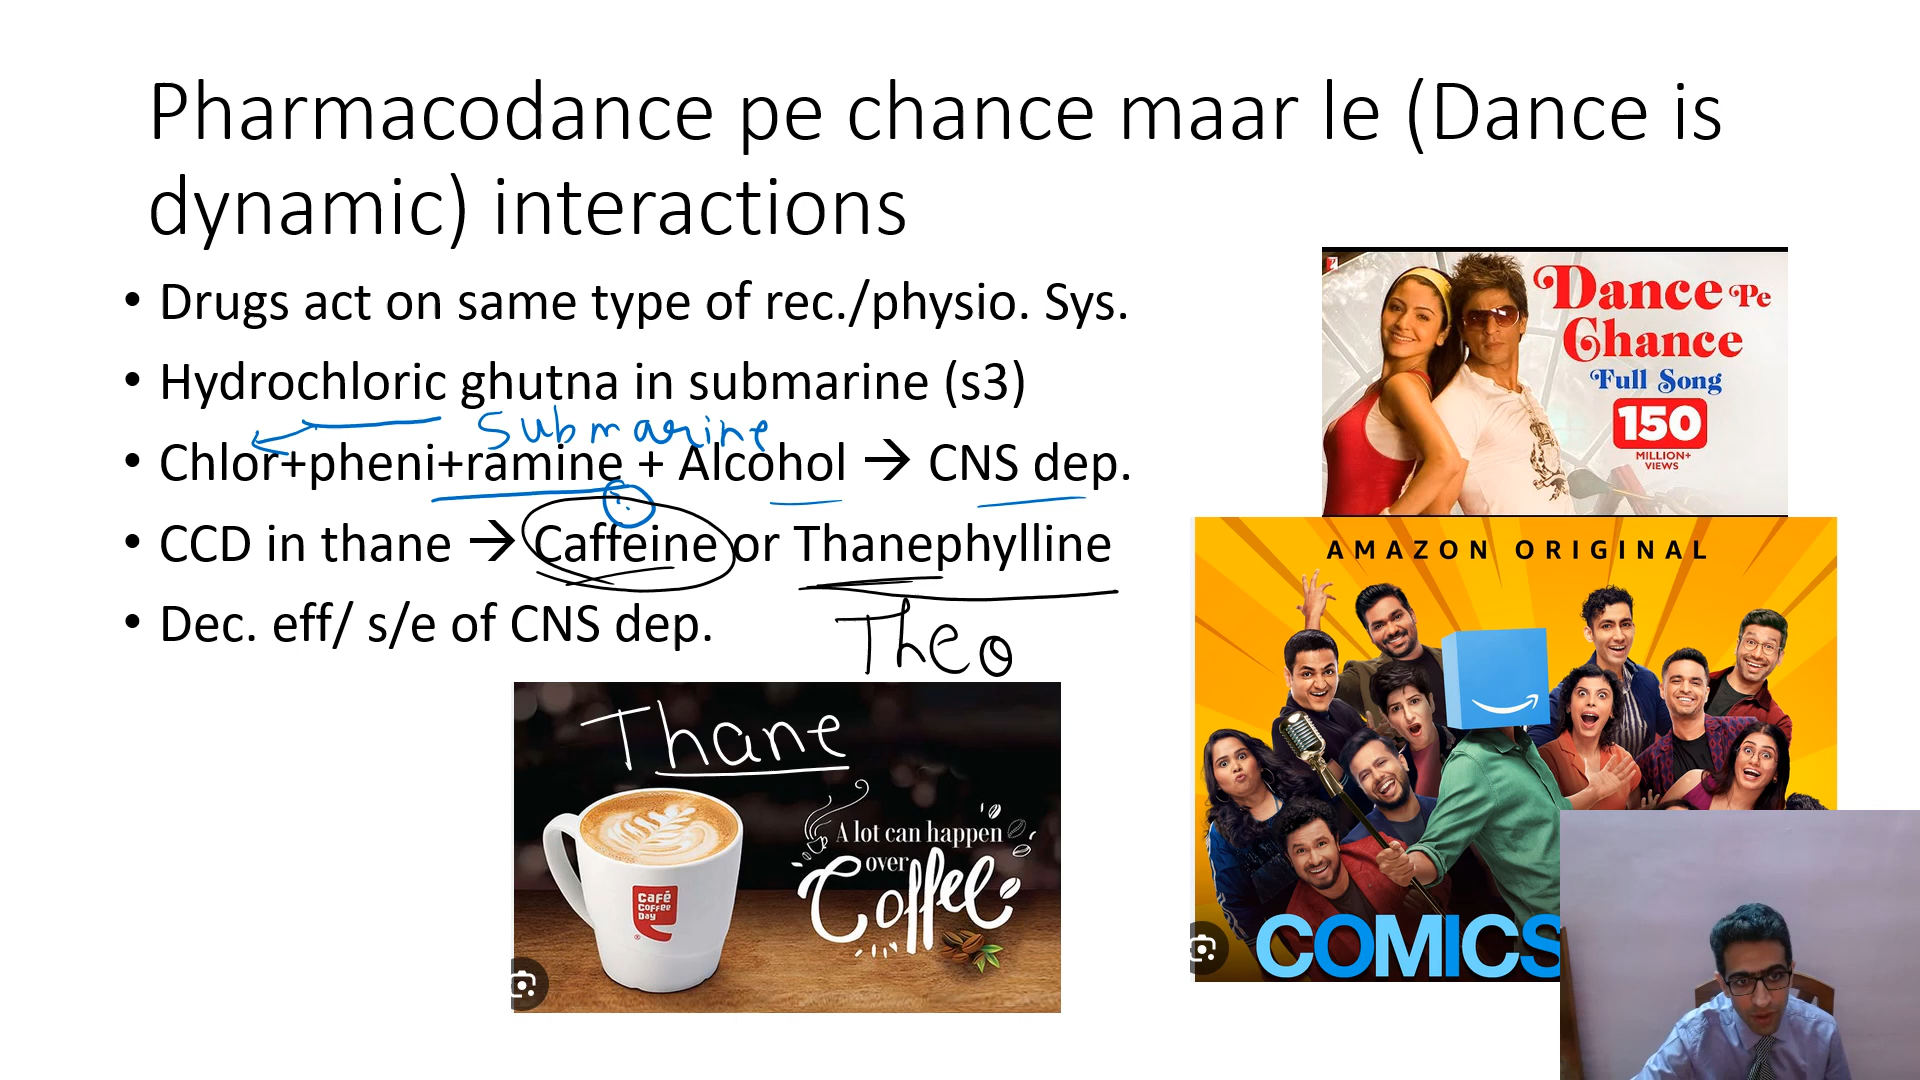 Pharmacodance pe chance maar le (Dance is
dynamic) interactions
• Drugs act on same type of rec./physio. Sys.
• Hydrochloric ghutna in submarine (s3)
Submarine
• Chlor+pheni+ramine + Alcohol → CNS dep.
• CCD in thane → Caffeine or Thanephylline
• Dec. eff/ s/e of CNS dep.
Theo
Dance Pe
Chance
Full Song
150
MILLION+
VIEWS
AMAZON ORIGINAL
COMICS
Thane
A lot can happen
over
Coffee
Café
Coffee
Day